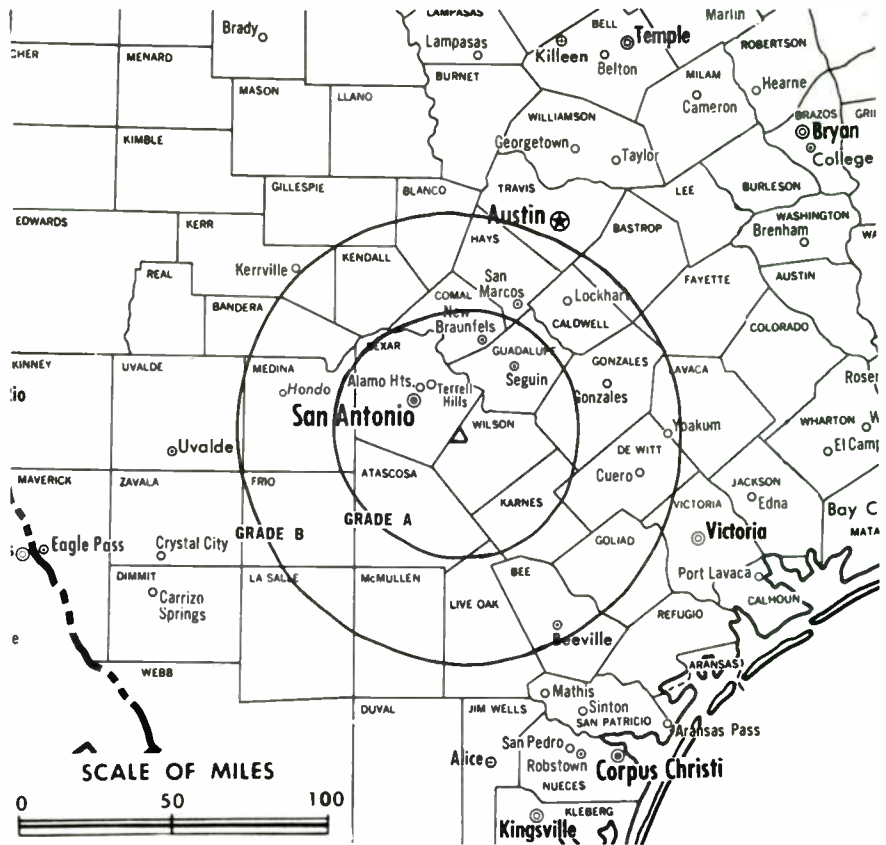 LAMPASAS
BELL
Marlin
Brady
Temple
ROBERTSON
CHER
MENARD
Lampasas
Killeen
Belton
MILAM
BURNET
Hearne
MASON
LLANO
Cameron
WILLIAMSON
BRAZOS
GRI
KIMBLE
Bryan
Georgetown
Taylor
College
GILLESPIE
BLANCO
TRAVIS
LEE
BURLESON
EDWARDS
KERR
Austin
WASHINGTON
BASTROP
Brenham
WA
HAYS
KENDALL
REAL
Kerrville
San
Marcos
FAYETTE
AUSTIN
COMAL
Lockhart
BANDERA
New
Braunfels
CALDWELL
COLORADO
BEXAR
GUADALUPE
KINNEY
UVALDE
MEDINA
GONZALES
LAVACA
Seguin
Roser
io
Alamo Hts.
Terrell
Hills
Hondo
Gonzales
San Antonio
WILSON
Yoakum
WHARTON
W
Uvalde
DE WITT
El Camp
MAVERICK
ZAVALA
FRIO
ATASCOSA
Cuero
JACKSON
KARNES
VICTORIA
Edna
Bay C
GRADE B
GRADE A
Victoria
MATA
s
Eagle Pass
Crystal City
GOLIAD
DIMMIT
LA SALLE
McMULLEN
BEE
Port Lavaca
Carrizo
Springs
LIVE OAK
CALHOUN
REFUGIO
e
Beeville
WEBB
ARANSAS
Mathis
DUVAL
JIM WELLS
Sinton
SAN PATRICIO
Aransas Pass
San Pedro
Alice
Robstown
Corpus Christi
SCALE OF MILES
NUECES
0 50 100
KLEBERG
Kingsville